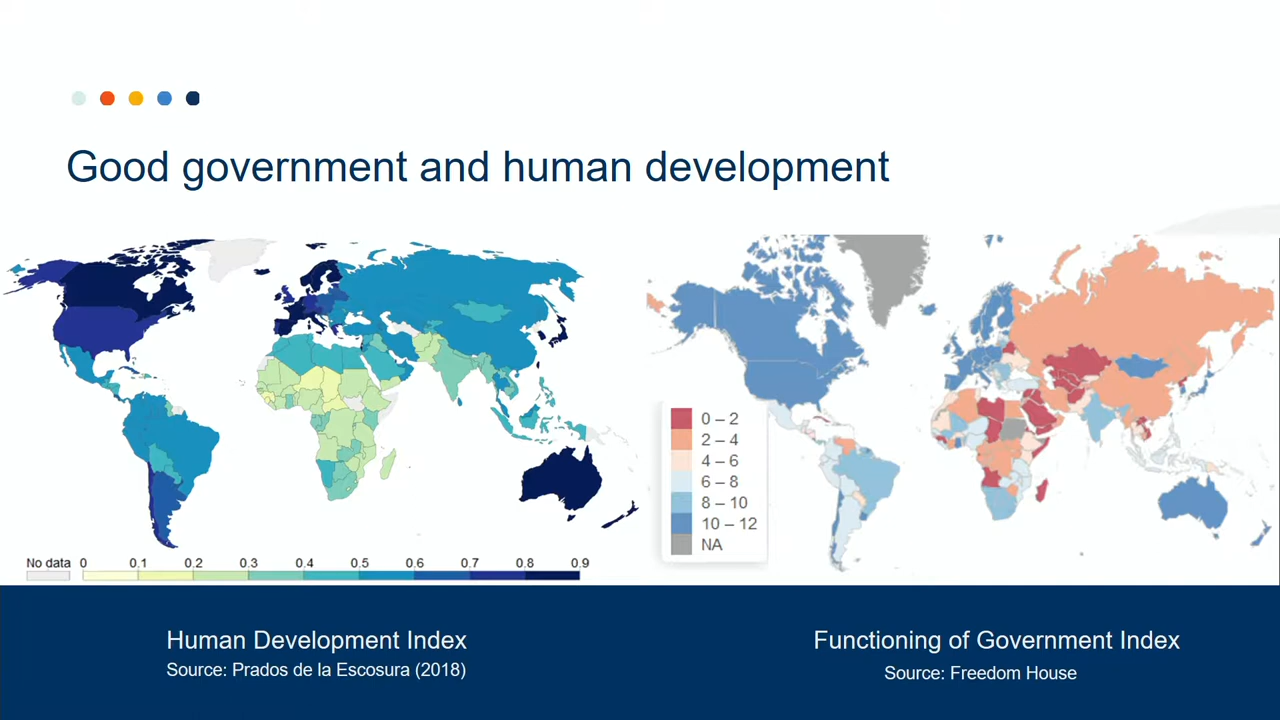 Good government and human development
No data 0 0.1 0.2 0.3 0.4 0.5 0.6 0.7 0.8 0.9
0 – 2
2 – 4
4 – 6
6 – 8
8 – 10
10 – 12
NA
Human Development Index
Source: Prados de la Escosura (2018)
Functioning of Government Index
Source: Freedom House